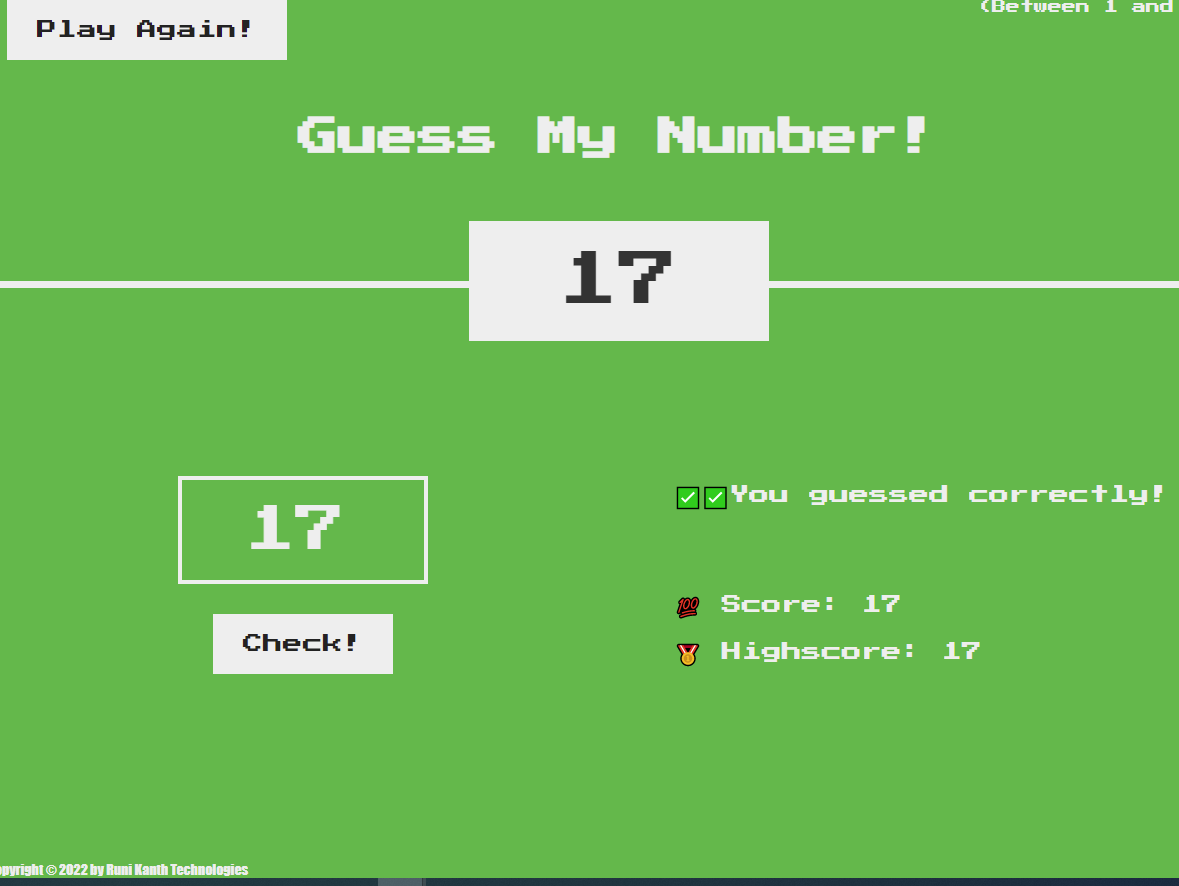 Play Again!
(Between 1 and
Guess My Number!
17
17
✅✅You guessed correctly!
Check!
💯 Score: 17
🥇 Highscore: 17
opyright © 2022 by Runi Kanth Technologies